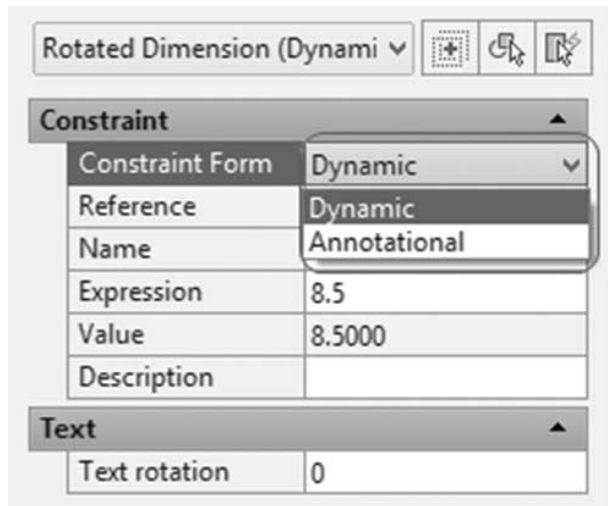 Rotated Dimension (Dynami
Constraint
Constraint Form Dynamic
Reference Dynamic
Name Annotational
Expression 8.5
Value 8.5000
Description
Text
Text rotation 0